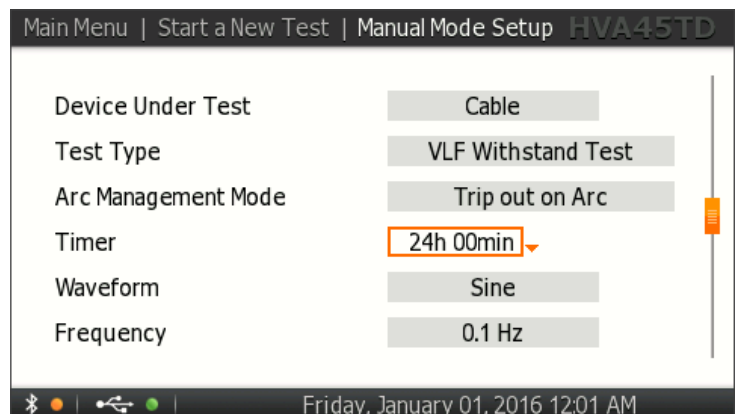 Main Menu | Start a New Test | Manual Mode Setup HVA45TD
Device Under Test Cable
Test Type VLF Withstand Test
Arc Management Mode Trip out on Arc
Timer 24h 00min
Waveform Sine
Frequency 0.1 Hz
Friday, January 01, 2016 12:01 AM